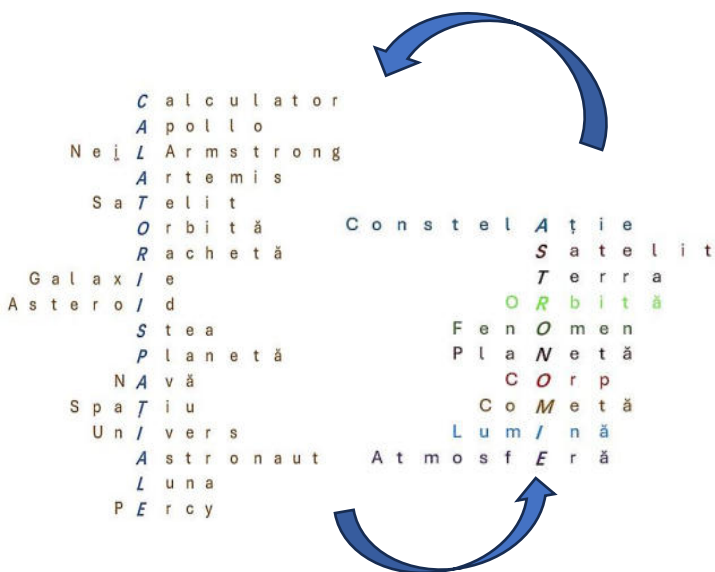 CAlculator
Apollo
NeiL Armstrong
Artemis
SaTelit
Orbită
Rachetă
GalaxIe
AsteroId
Stea
Planetă
NAvă
SpaȚiu
UnIvers
Astronaut
Luna
PErcy
ConstelAție
Satelit
Terra
ORbită
FenOmen
PlaNetă
COrp
CoMetă
LumInă
AtmosfEră